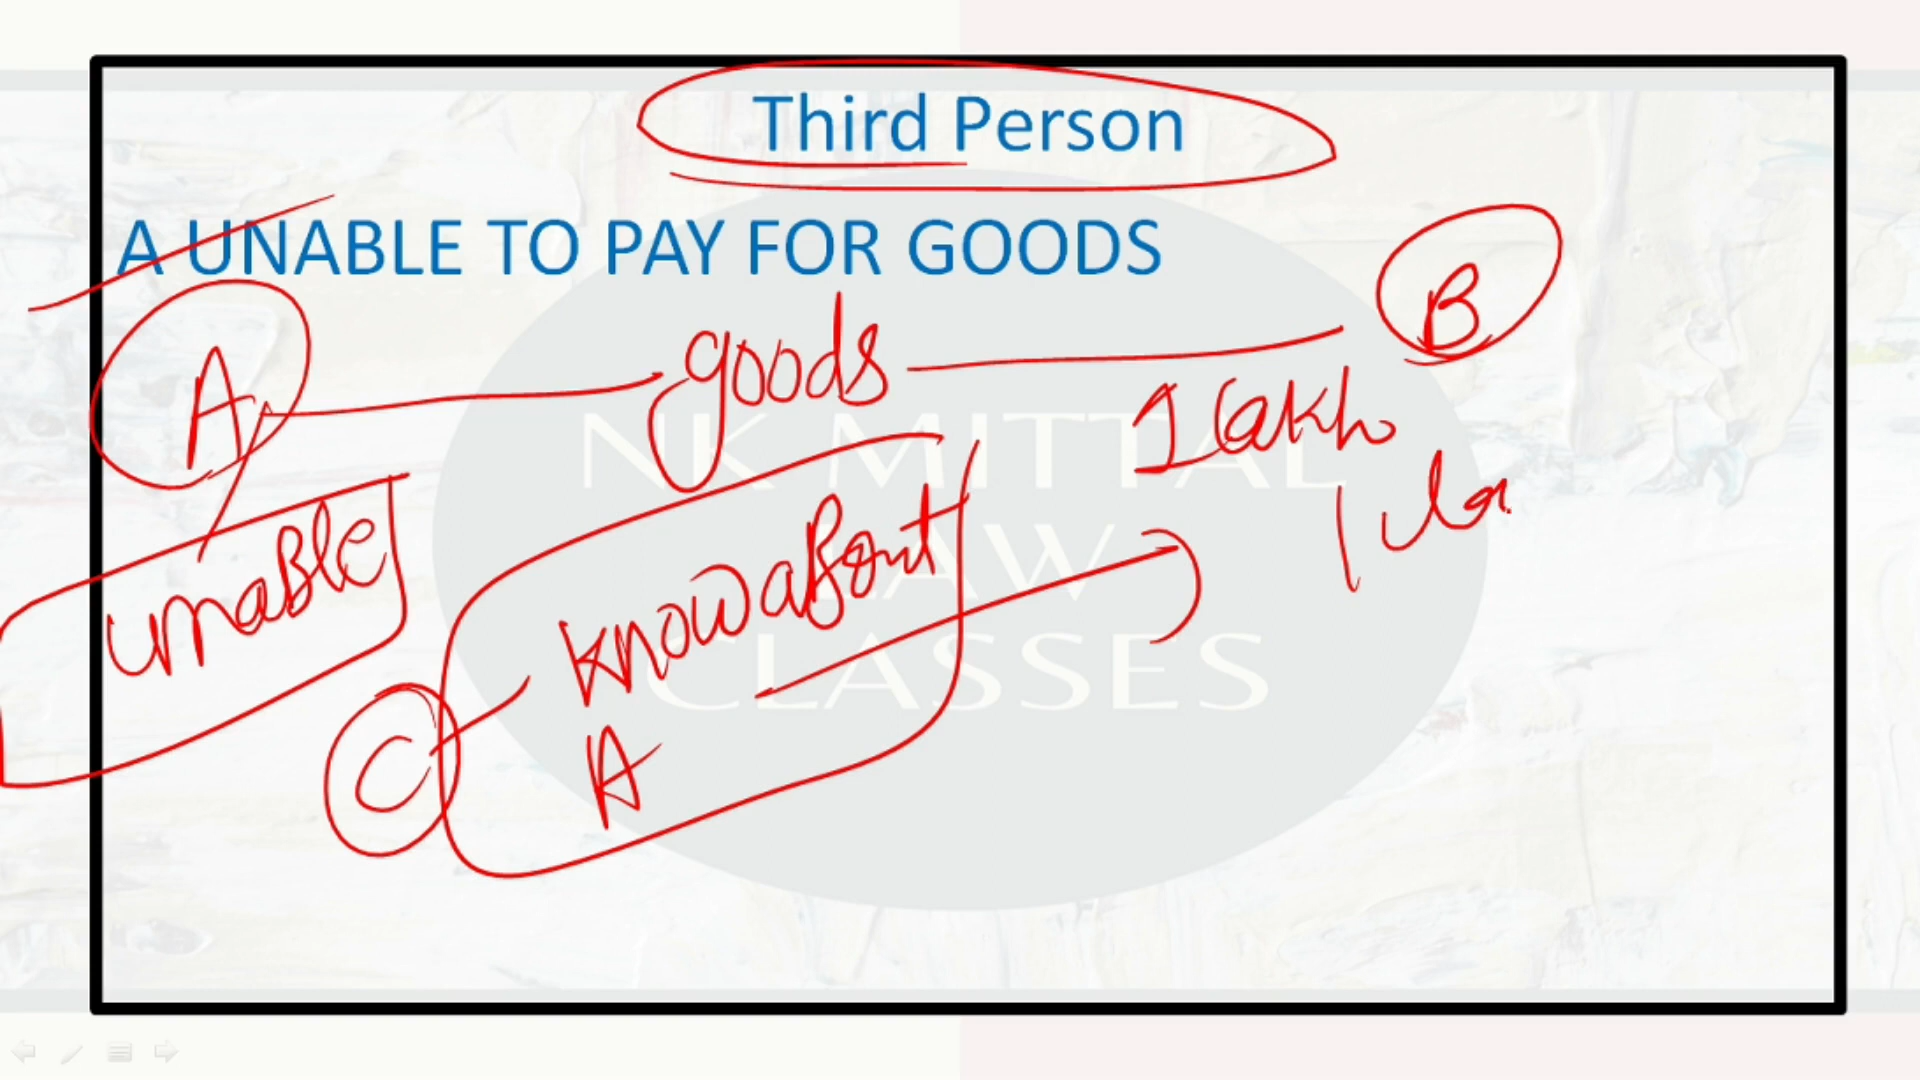 Third Person
A UNABLE TO PAY FOR GOODS
B
A
goods
1 lakh
unable
know about
A
C
NK MITTAL
LAW
CLASSES